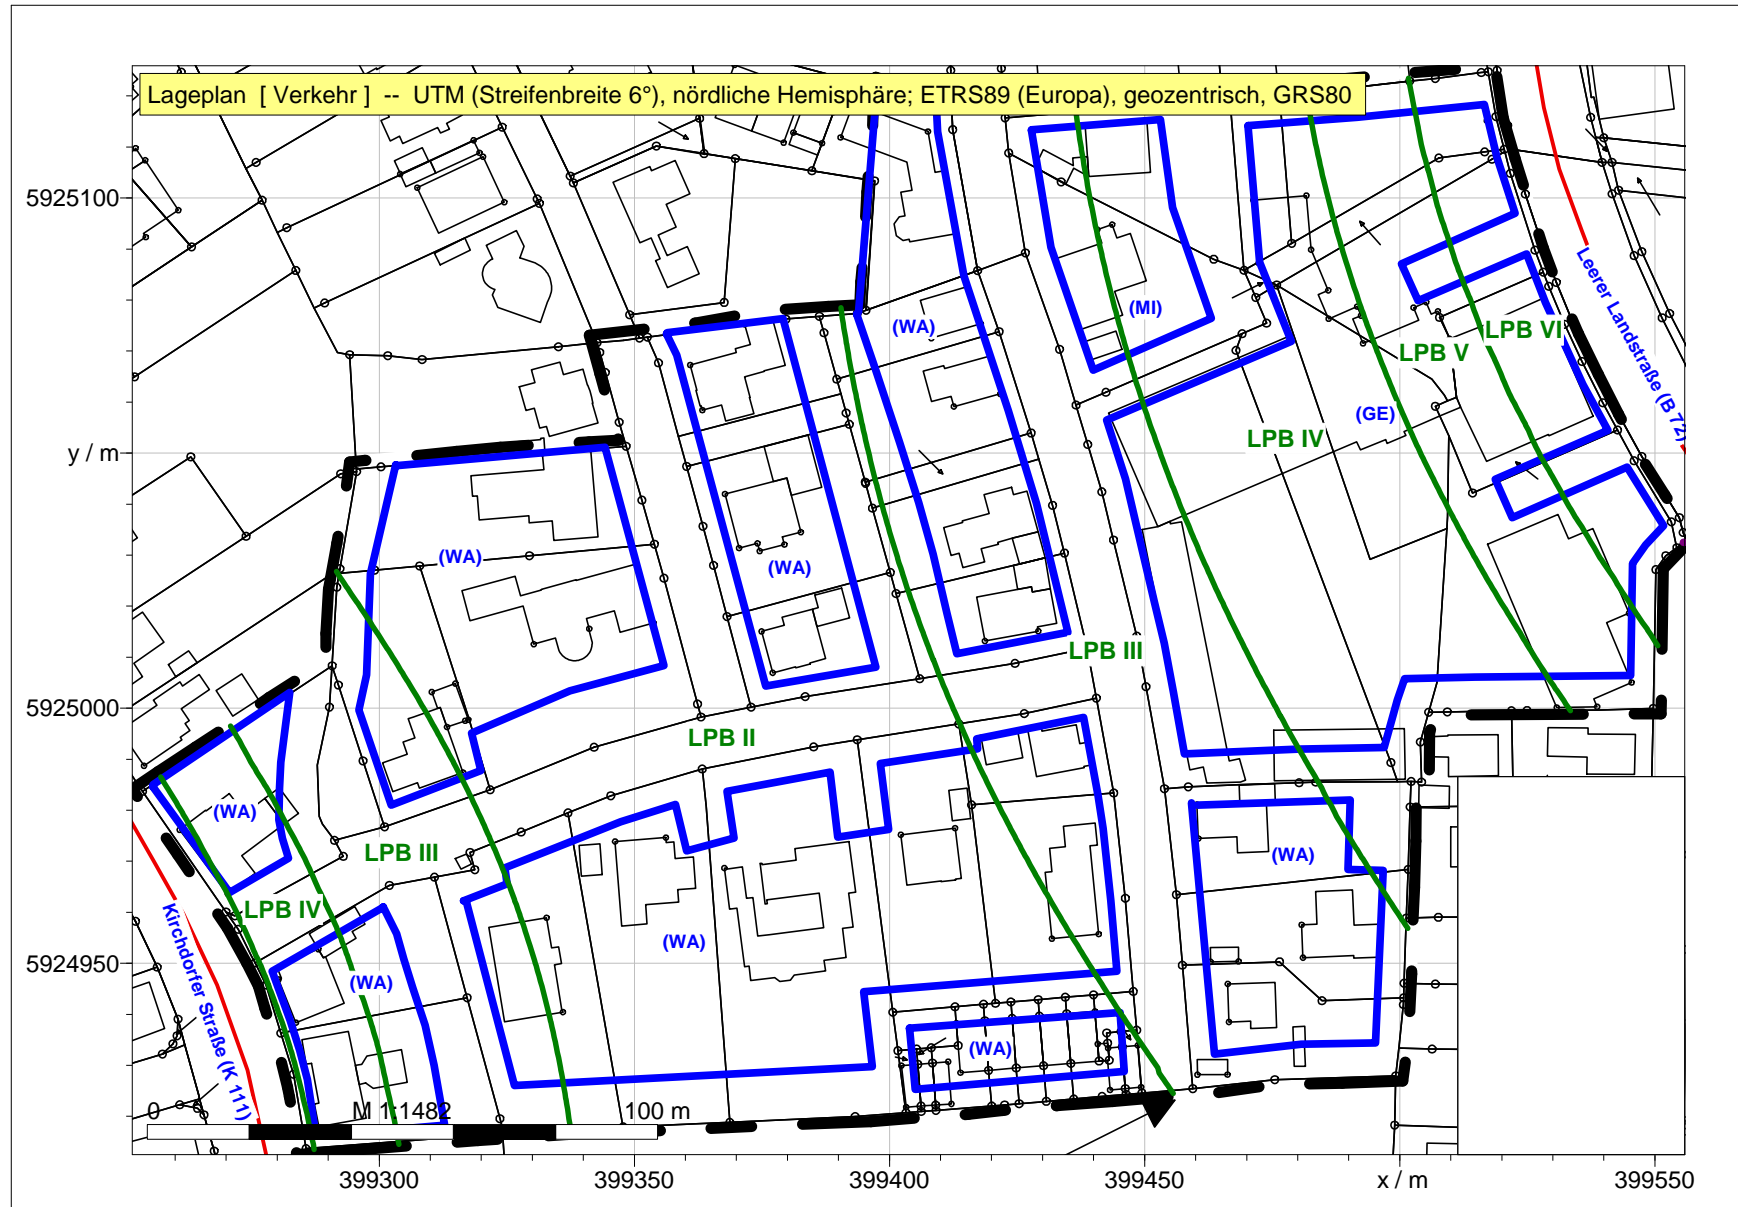 Lageplan [ Verkehr ] -- UTM (Streifenbreite 6°), nördliche Hemisphäre; ETRS89 (Europa), geozentrisch, GRS80
5925100
y / m
5925000
5924950
(WA)
(MI)
LPB VI
LPB V
(GE)
LPB IV
Leerer Landstraße (B 72)
(WA)
(WA)
LPB III
LPB II
(WA)
LPB III
(WA)
LPB IV
(WA)
(WA)
(WA)
Kirchdorfer Straße (K 111)
0
M 1:1482
100 m
399300
399350
399400
399450
x / m
399550